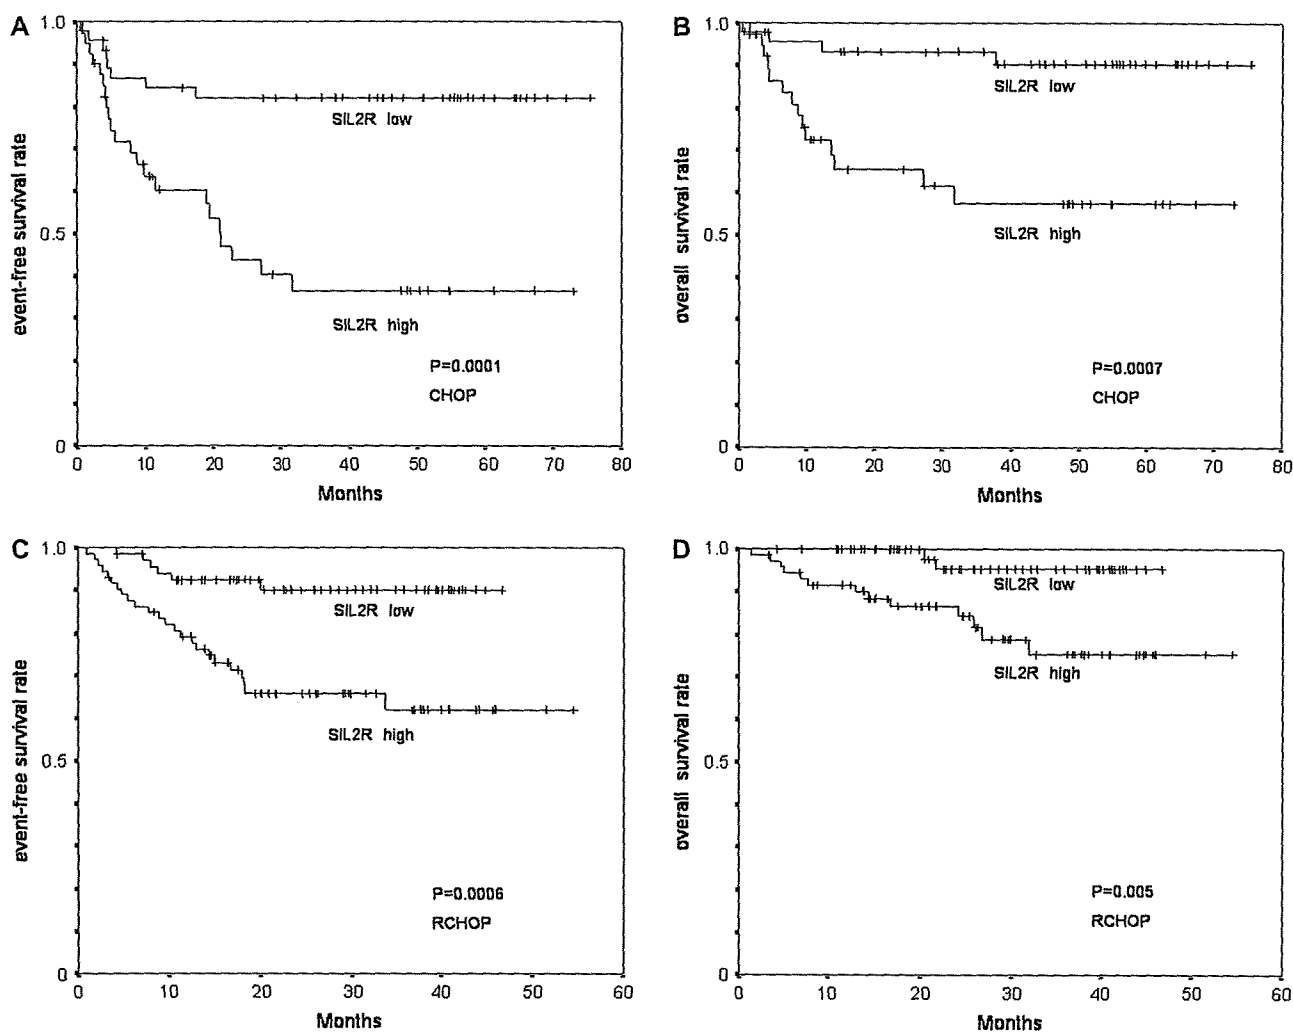 A
event-free survival rate
1.0
0.5
0
SIL2R low
SIL2R high
P=0.0001
CHOP
0 10 20 30 40 50 60 70 80
Months
B
overall survival rate
1.0
0.5
0
SIL2R low
SIL2R high
P=0.0007
CHOP
0 10 20 30 40 50 60 70 80
Months
C
event-free survival rate
1.0
0.5
0
SIL2R low
SIL2R high
P=0.0006
RCHOP
0 10 20 30 40 50 60
Months
D
overall survival rate
1.0
0.5
0
SIL2R low
SIL2R high
P=0.005
RCHOP
0 10 20 30 40 50 60
Months